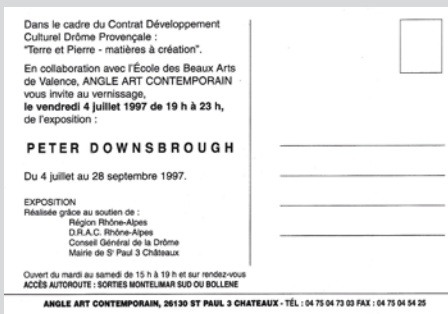 Dans le cadre du Contrat Développement
Culturel Drôme Provençale :
"Terre et Pierre - matières à création".
En collaboration avec l'École des Beaux Arts
de Valence, ANGLE ART CONTEMPORAIN
vous invite au vernissage,
le vendredi 4 juillet 1997 de 19 h à 23 h,
de l'exposition :
PETER DOWNSBROUGH
Du 4 juillet au 28 septembre 1997.
EXPOSITION
Réalisée grâce au soutien de :
Région Rhône-Alpes
D.R.A.C. Rhône-Alpes
Conseil Général de la Drôme
Mairie de St Paul 3 Châteaux
Ouvert du mardi au samedi de 15 h à 19 h et sur rendez-vous
ACCÈS AUTOROUTE : SORTIES MONTELIMAR SUD OU BOLLENE
ANGLE ART CONTEMPORAIN, 26130 ST PAUL 3 CHATEAUX - TÉL : 04 75 04 73 03 FAX : 04 75 04 54 25